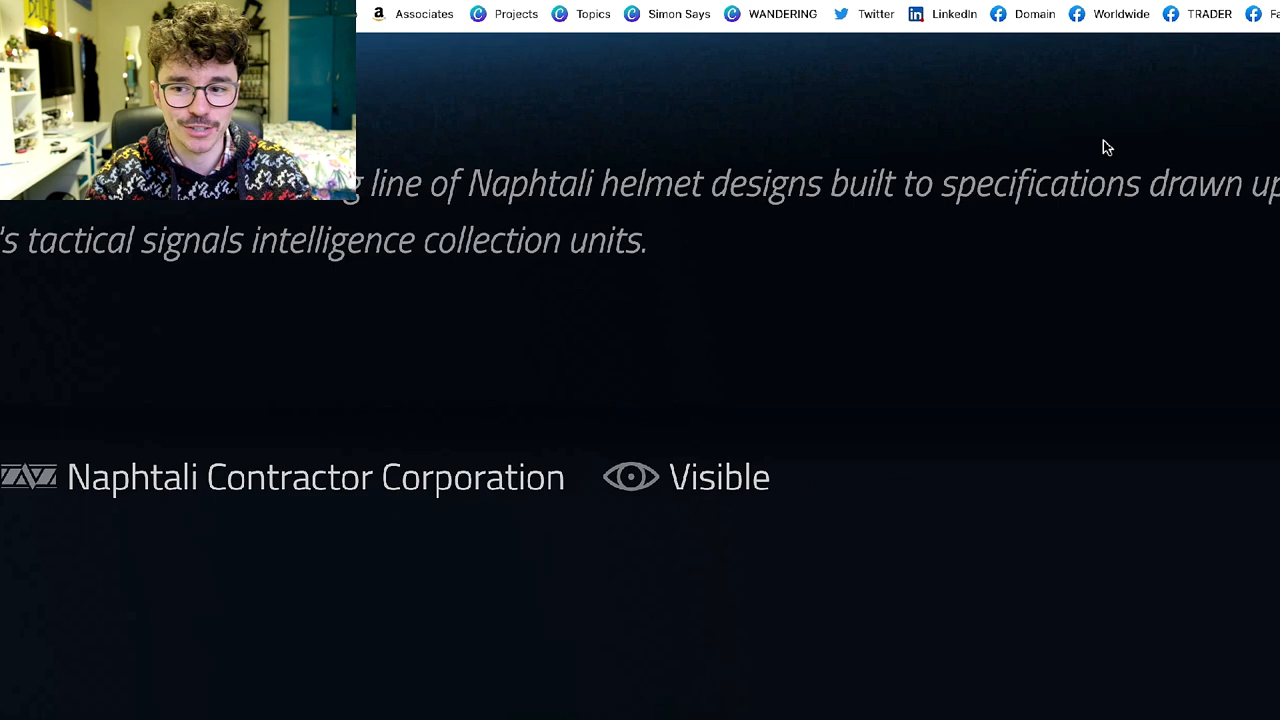 Associates Projects Topics Simon Says WANDERING Twitter LinkedIn Domain Worldwide TRADER
line of Naphtali helmet designs built to specifications drawn up
's tactical signals intelligence collection units.
Naphtali Contractor Corporation Visible